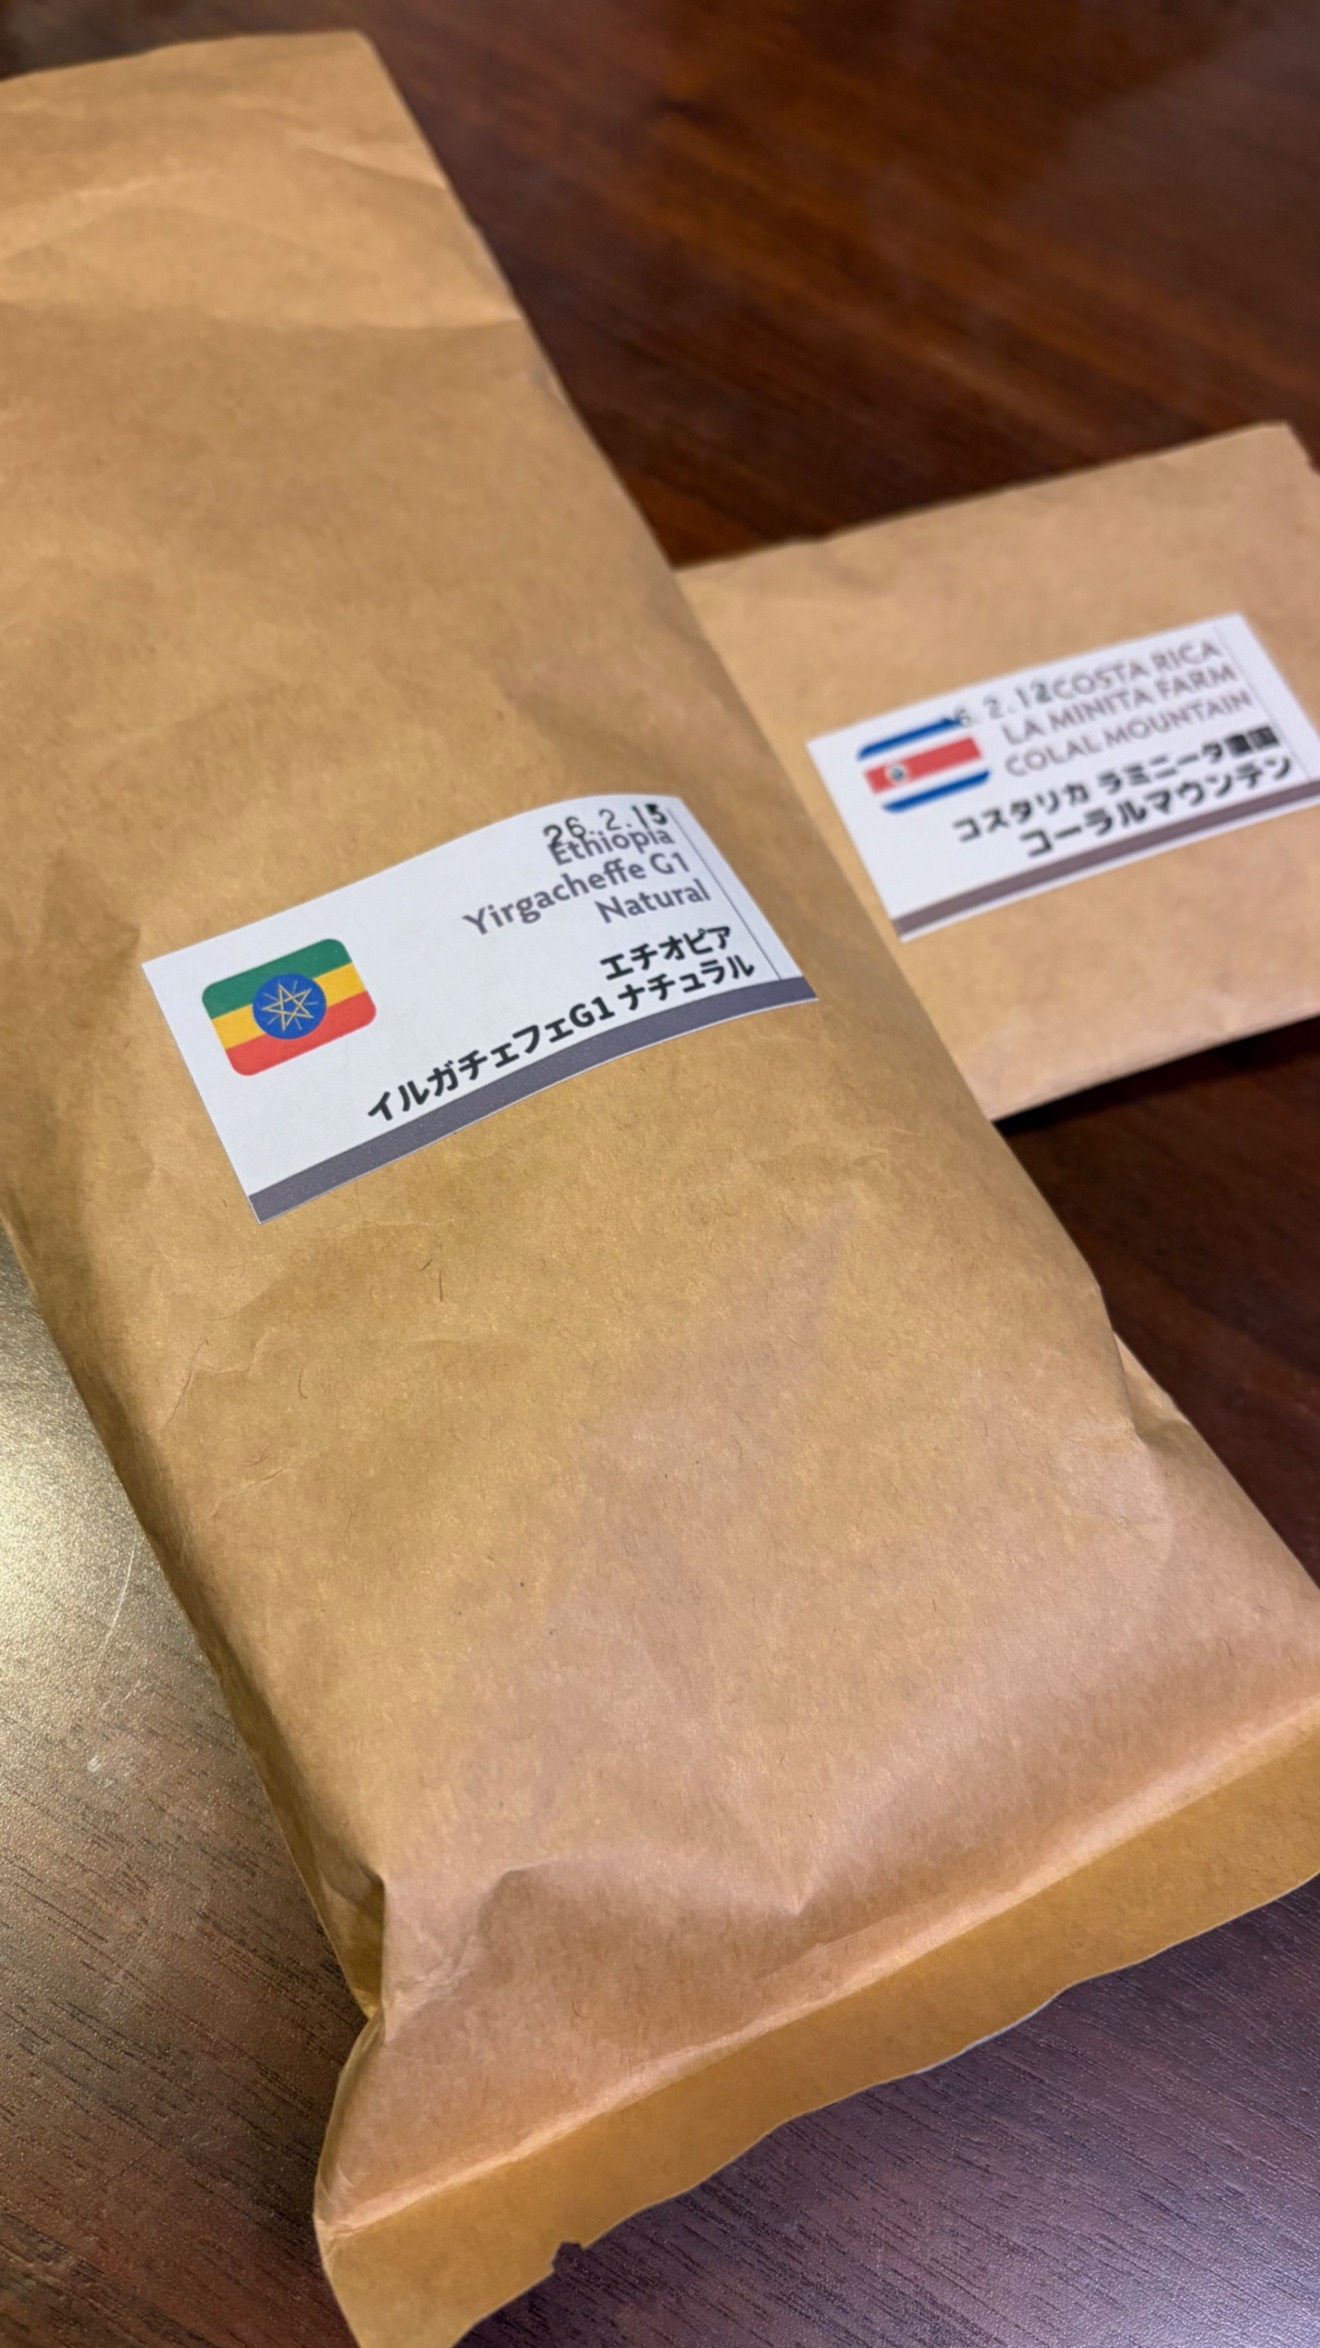 26.2.15
Ethiopia
Yirgacheffe G1
Natural
エチオピア
イルガチェフェG1 ナチュラル
COSTA RICA
LA MINITA FARM
COLAL MOUNTAIN
コスタリカ ラミニータ農園
コーラルマウンテン